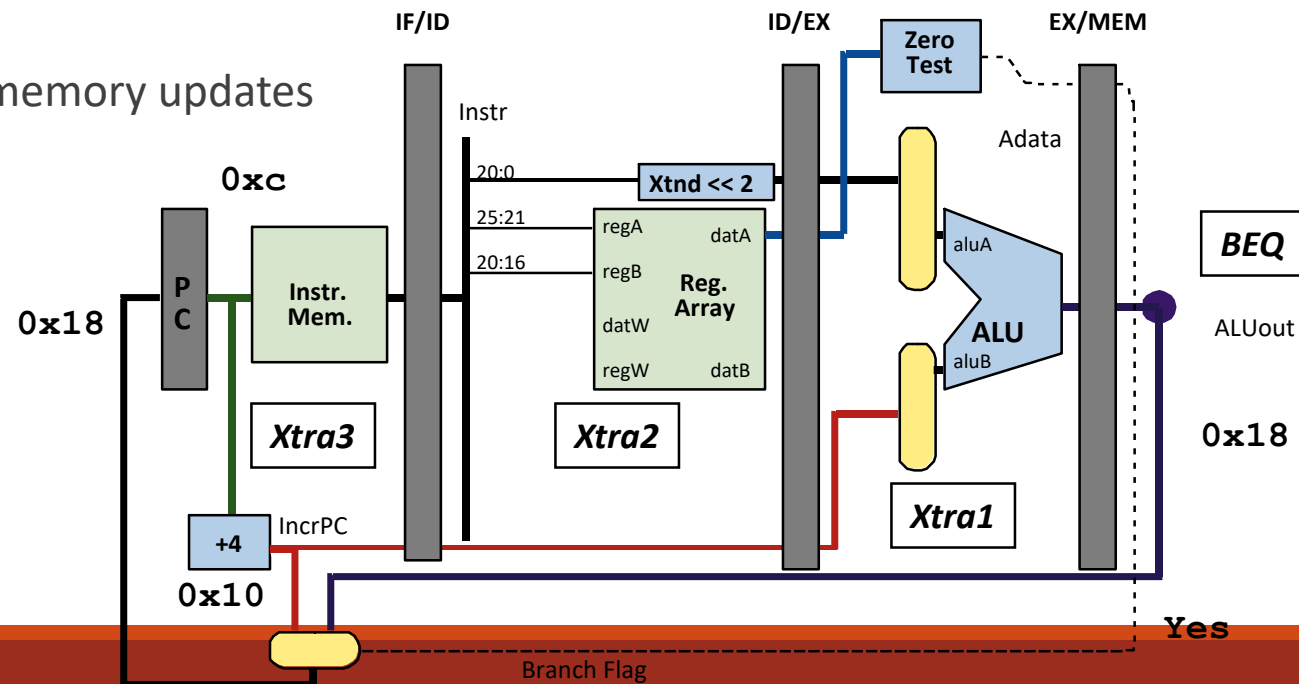 IF/ID
ID/EX
EX/MEM
Zero
Test
memory updates
Instr
Adata
20:0
Xtnd << 2
0xc
25:21
regA
datA
aluA
BEQ
20:16
regB
P
C
Instr.
Mem.
Reg.
Array
0x18
datW
ALU
ALUout
regW
datB
aluB
Xtra3
Xtra2
0x18
Xtra1
IncrPC
+4
0x10
Yes
Branch Flag